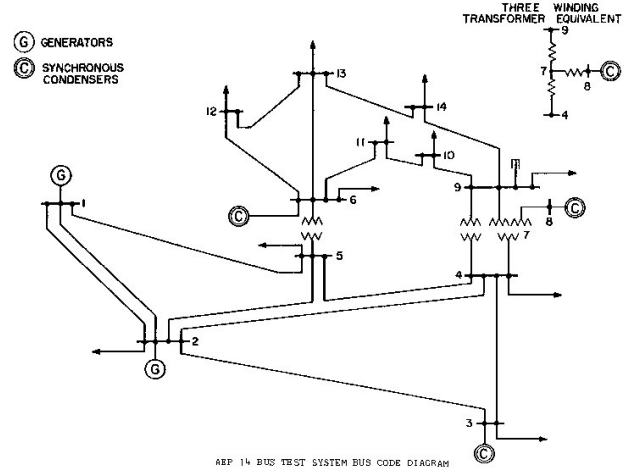 THREE WINDING
TRANSFORMER EQUIVALENT
9
7
8
C
4
G GENERATORS
C SYNCHRONOUS
CONDENSERS
13
12
14
11
10
G
1
C
6
9
8
C
7
5
4
2
G
3
C
AEP 14 BUS TEST SYSTEM BUS CODE DIAGRAM